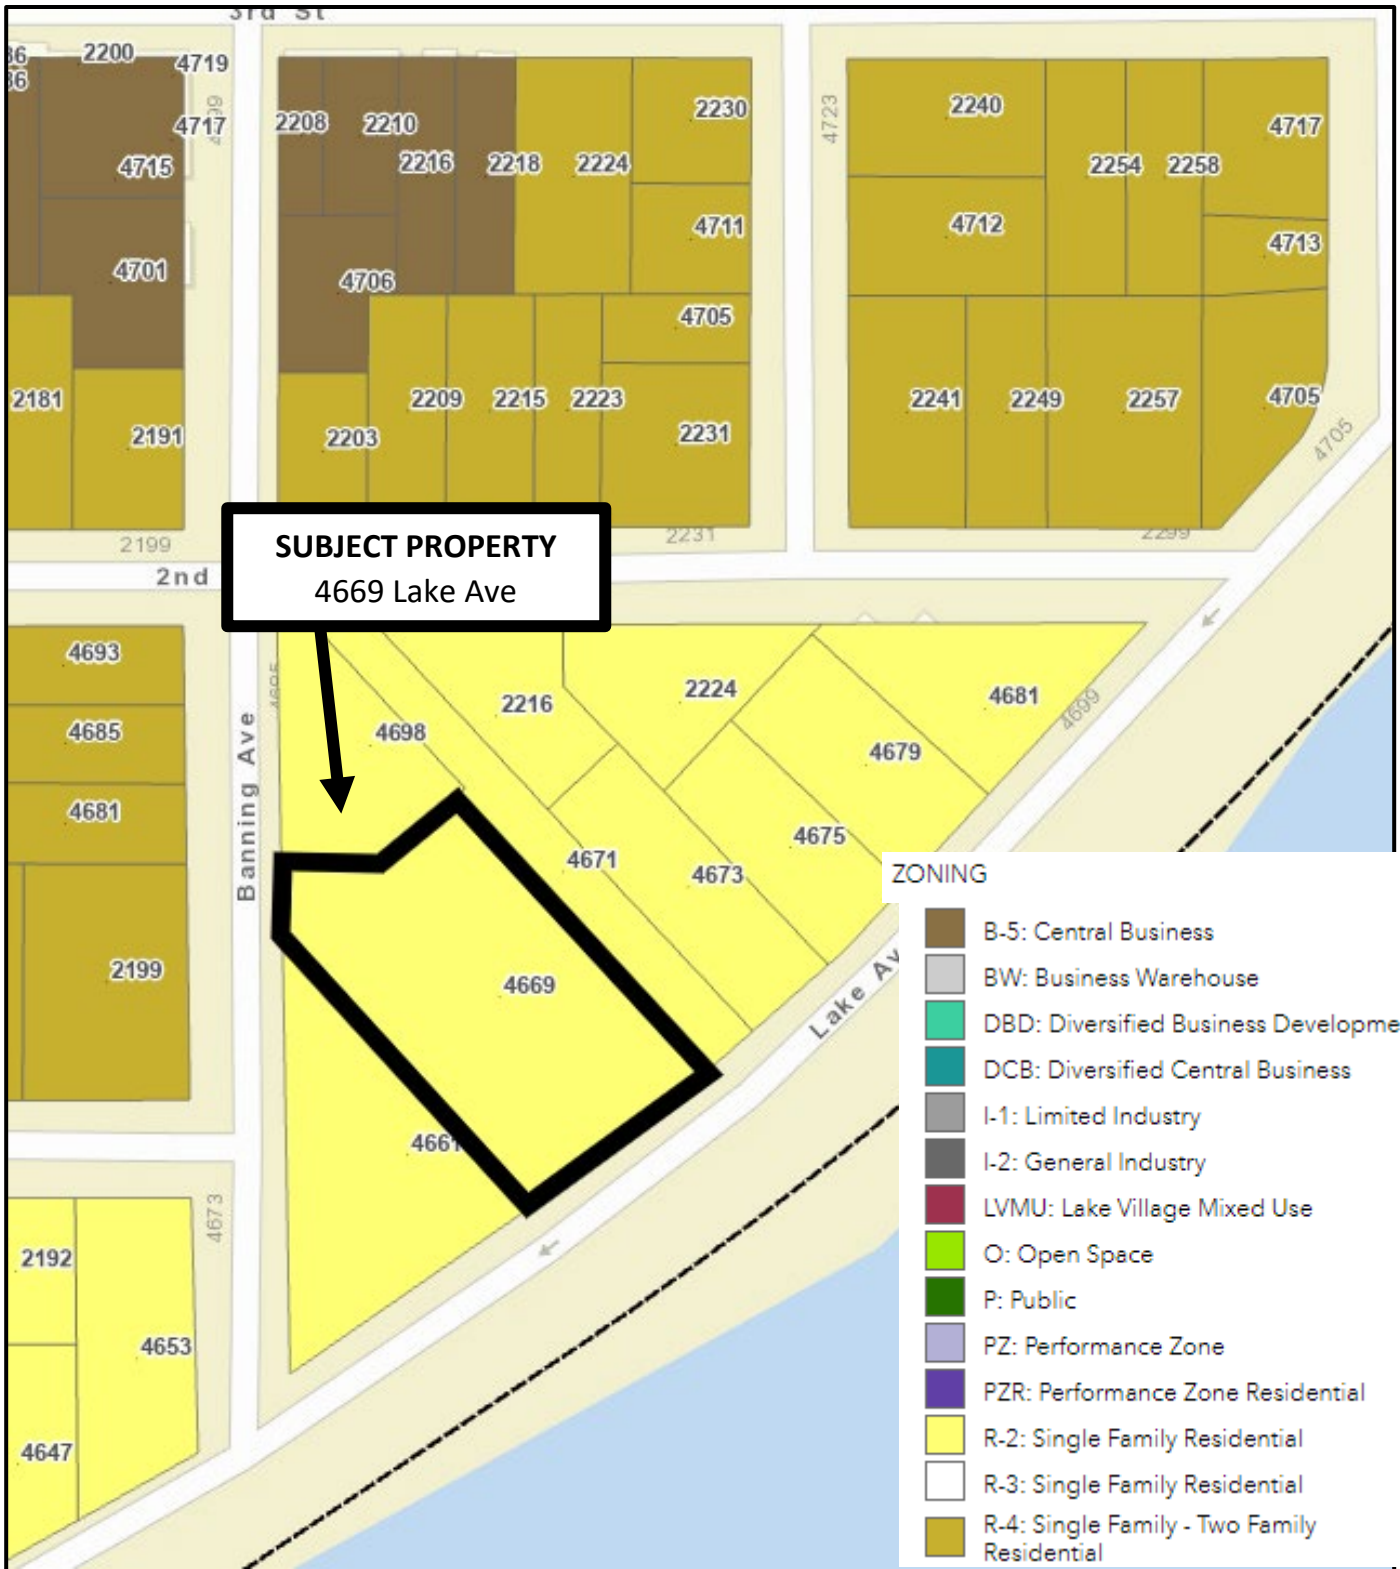 3rd St
36
36
2200
4719
4717
4715
4701
2181
2191
2199
2208
2210
2216
2218
2224
2230
4711
4706
4705
2209
2215
2223
2203
2231
2231
4723
2240
2254
2258
4717
4712
4713
2241
2249
2257
4705
4705
2299
SUBJECT PROPERTY
4669 Lake Ave
2nd
4693
4685
4681
2199
Banning Ave
4695
4698
2216
2224
4681
4699
4679
4675
4671
4673
4669
4661
Lake Av
4673
2192
4653
4647
ZONING
B-5: Central Business
BW: Business Warehouse
DBD: Diversified Business Developme
DCB: Diversified Central Business
I-1: Limited Industry
I-2: General Industry
LVMU: Lake Village Mixed Use
O: Open Space
P: Public
PZ: Performance Zone
PZR: Performance Zone Residential
R-2: Single Family Residential
R-3: Single Family Residential
R-4: Single Family - Two Family
Residential